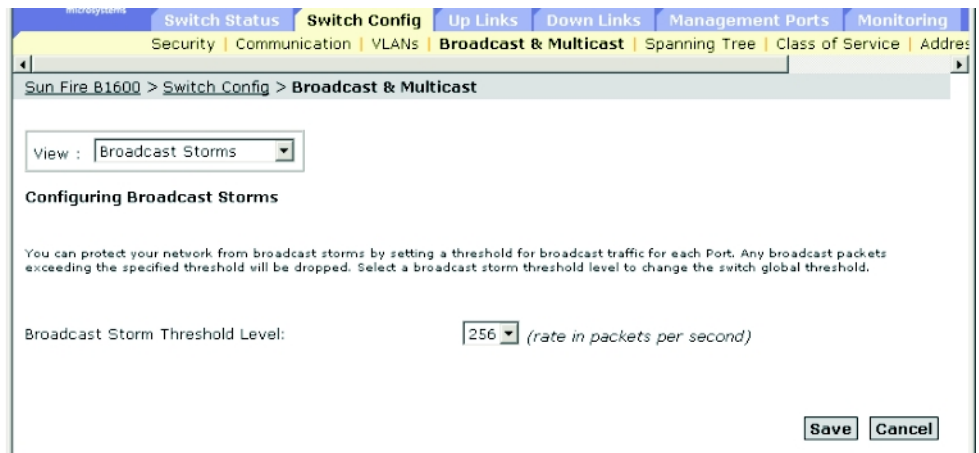 microsystems
Switch Status Switch Config Up Links Down Links Management Ports Monitoring
Security | Communication | VLANs | Broadcast & Multicast | Spanning Tree | Class of Service | Addres
Sun Fire B1600 > Switch Config > Broadcast & Multicast
View : Broadcast Storms
Configuring Broadcast Storms
You can protect your network from broadcast storms by setting a threshold for broadcast traffic for each Port. Any broadcast packets
exceeding the specified threshold will be dropped. Select a broadcast storm threshold level to change the switch global threshold.
Broadcast Storm Threshold Level: 256 (rate in packets per second)
Save Cancel